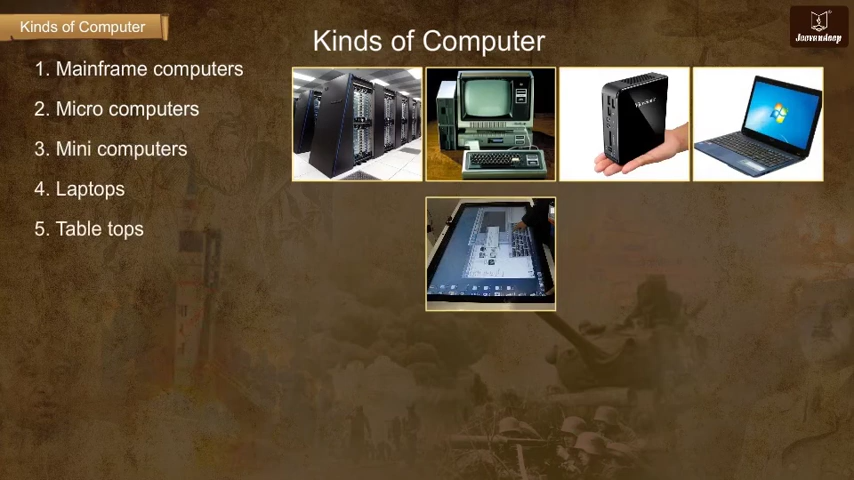 Kinds of Computer
Kinds of Computer
1. Mainframe computers
2. Micro computers
3. Mini computers
4. Laptops
5. Table tops
Jeevandeep